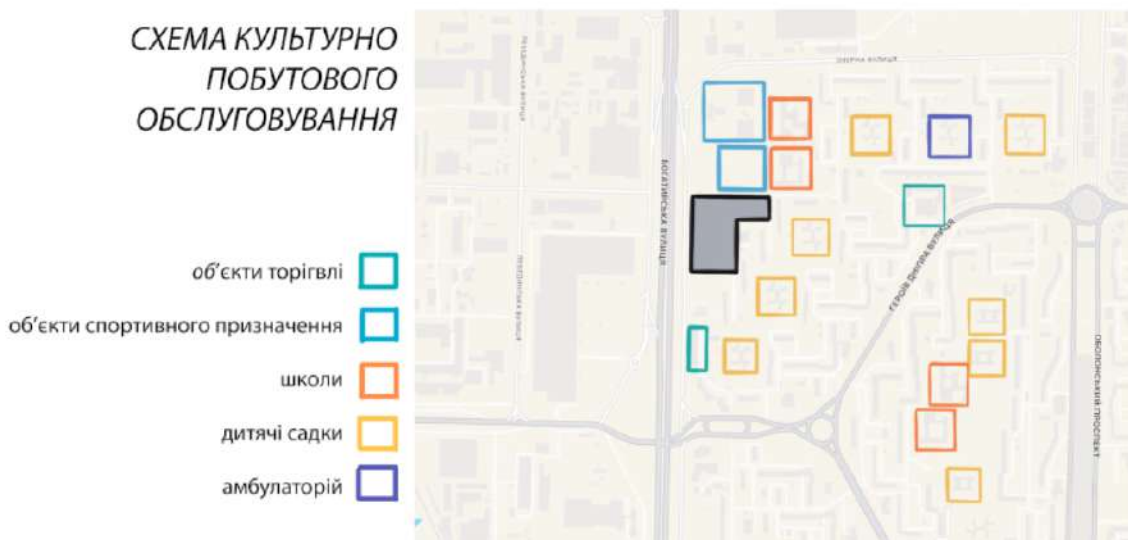 СХЕМА КУЛЬТУРНО
ПОБУТОВОГО
ОБСЛУГОВУВАННЯ
об'єкти торігвлі
об'єкти спортивного призначення
школи
дитячі садки
амбулаторій
БОГАТИРСЬКА ВУЛИЦЯ
ГЕРОЇВ ДНІПРА ВУЛИЦЯ
ОБОЛОНСЬКИЙ ПРОСПЕКТ